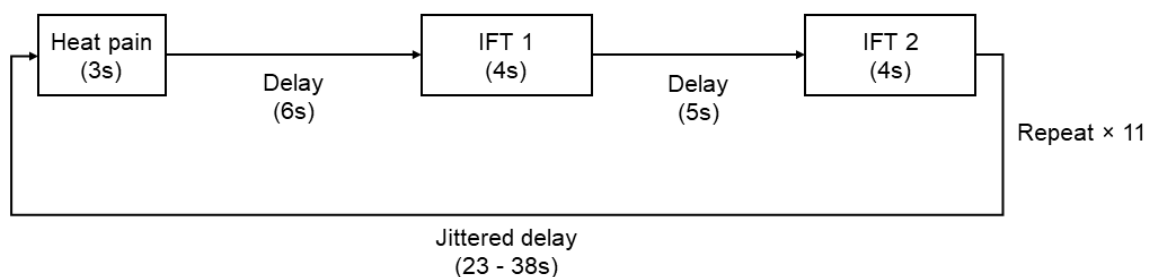 Heat pain
(3s)
Delay
(6s)
IFT 1
(4s)
Delay
(5s)
IFT 2
(4s)
Repeat × 11
Jittered delay
(23 - 38s)